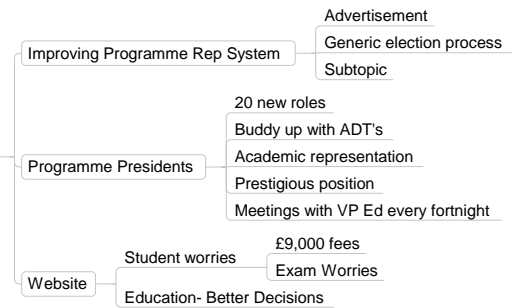 Improving Programme Rep System
Advertisement
Generic election process
Subtopic
Programme Presidents
20 new roles
Buddy up with ADT's
Academic representation
Prestigious position
Meetings with VP Ed every fortnight
Website
Student worries
£9,000 fees
Exam Worries
Education- Better Decisions